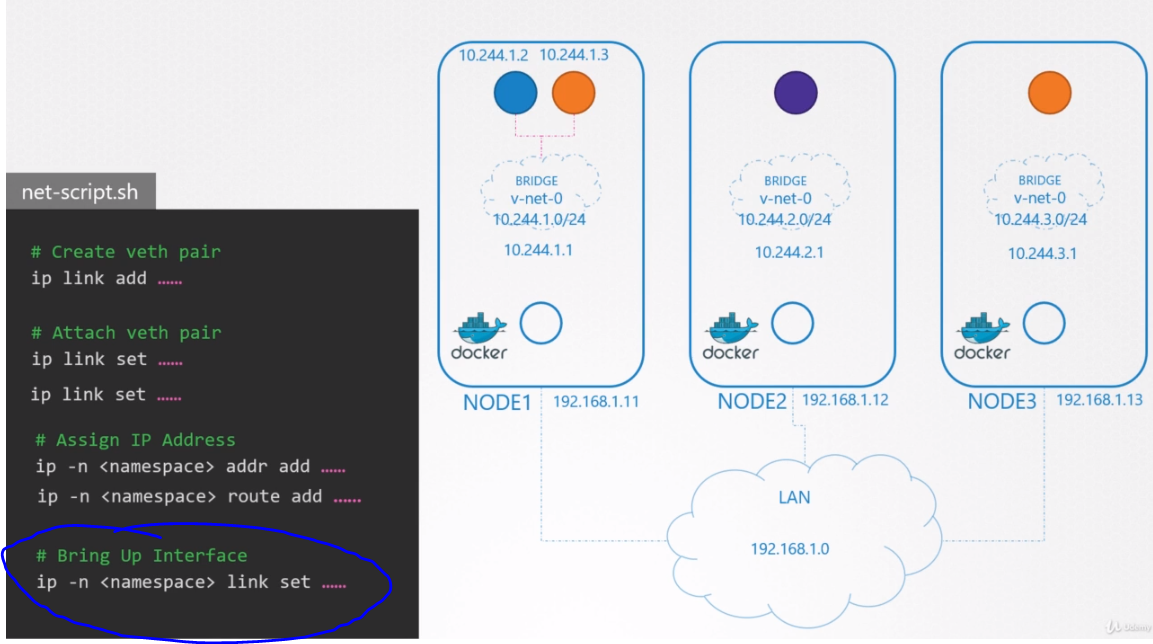 net-script.sh
# Create veth pair
ip link add ......
# Attach veth pair
ip link set ......
ip link set ......
# Assign IP Address
ip -n <namespace> addr add ......
ip -n <namespace> route add ......
# Bring Up Interface
ip -n <namespace> link set ......
10.244.1.2 10.244.1.3
BRIDGE
v-net-0
10.244.1.0/24
10.244.1.1
docker
NODE1 192.168.1.11
BRIDGE
v-net-0
10.244.2.0/24
10.244.2.1
docker
NODE2 192.168.1.12
BRIDGE
v-net-0
10.244.3.0/24
10.244.3.1
docker
NODE3 192.168.1.13
LAN
192.168.1.0
Udemy